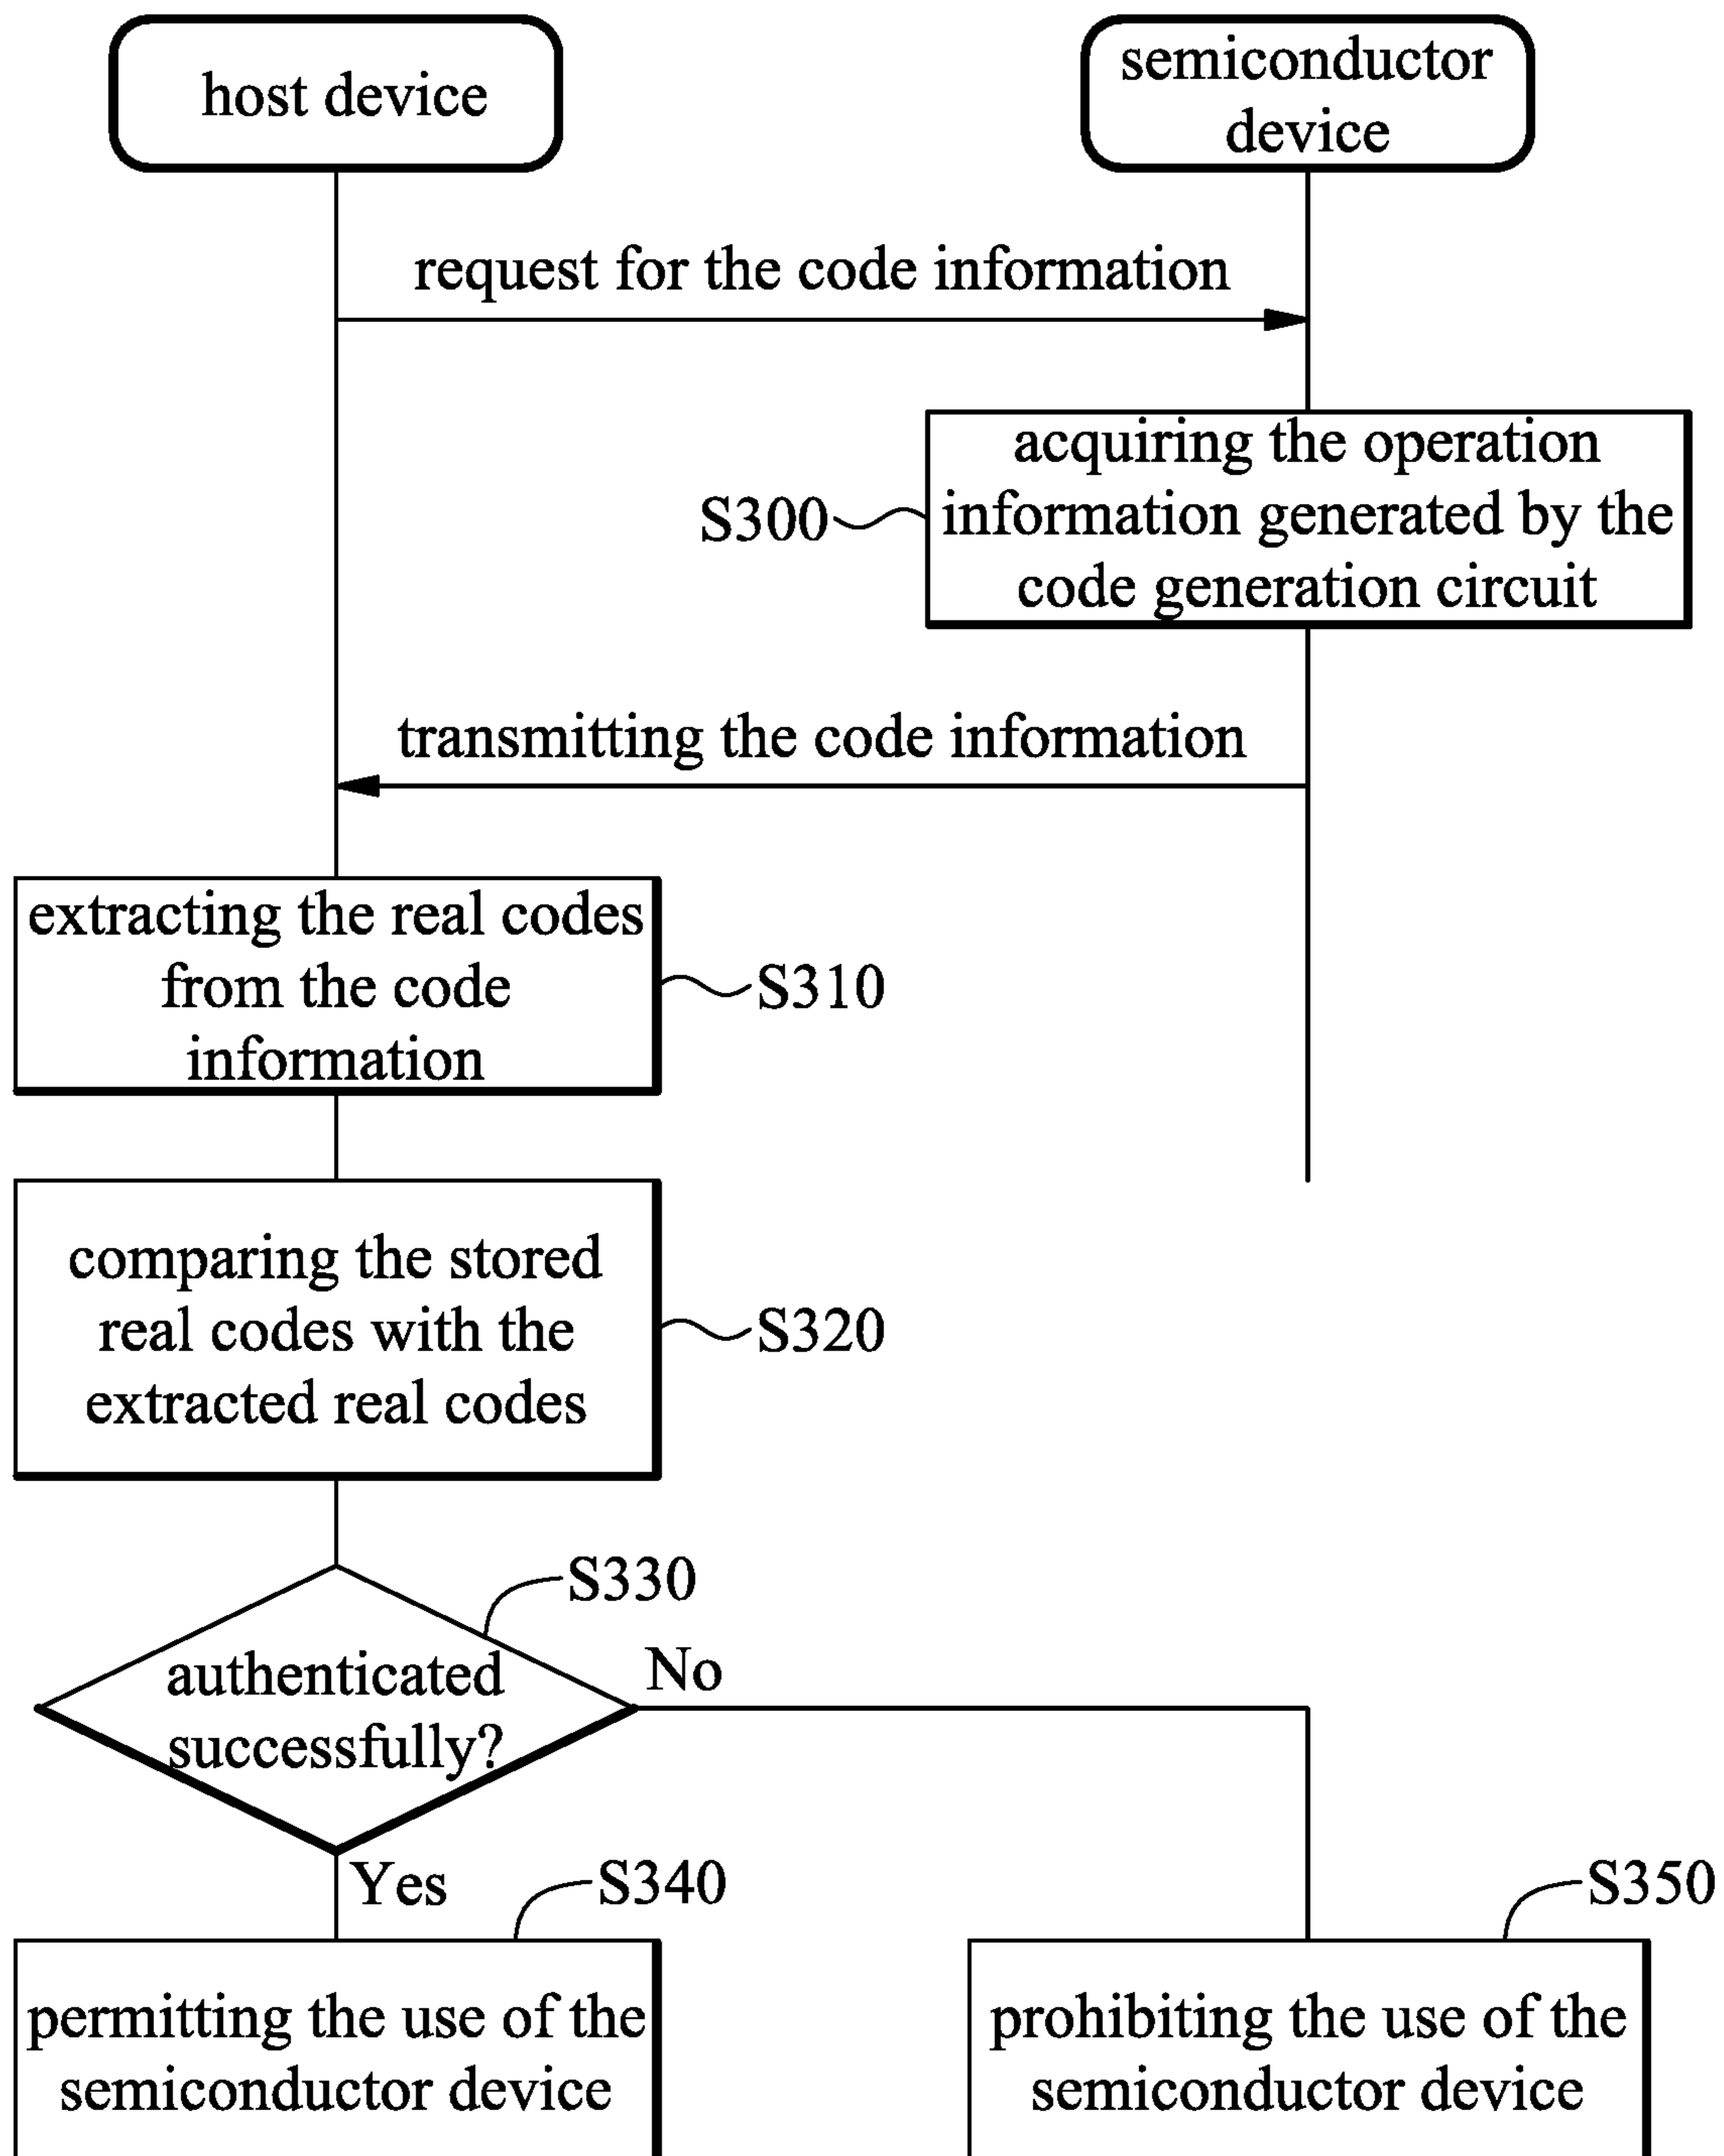 host device
semiconductor
device
request for the code information
acquiring the operation
information generated by the
code generation circuit
S300
transmitting the code information
extracting the real codes
from the code
information
S310
comparing the stored
real codes with the
extracted real codes
S320
S330
authenticated
successfully?
No
Yes
S340
S350
permitting the use of the
semiconductor device
prohibiting the use of the
semiconductor device